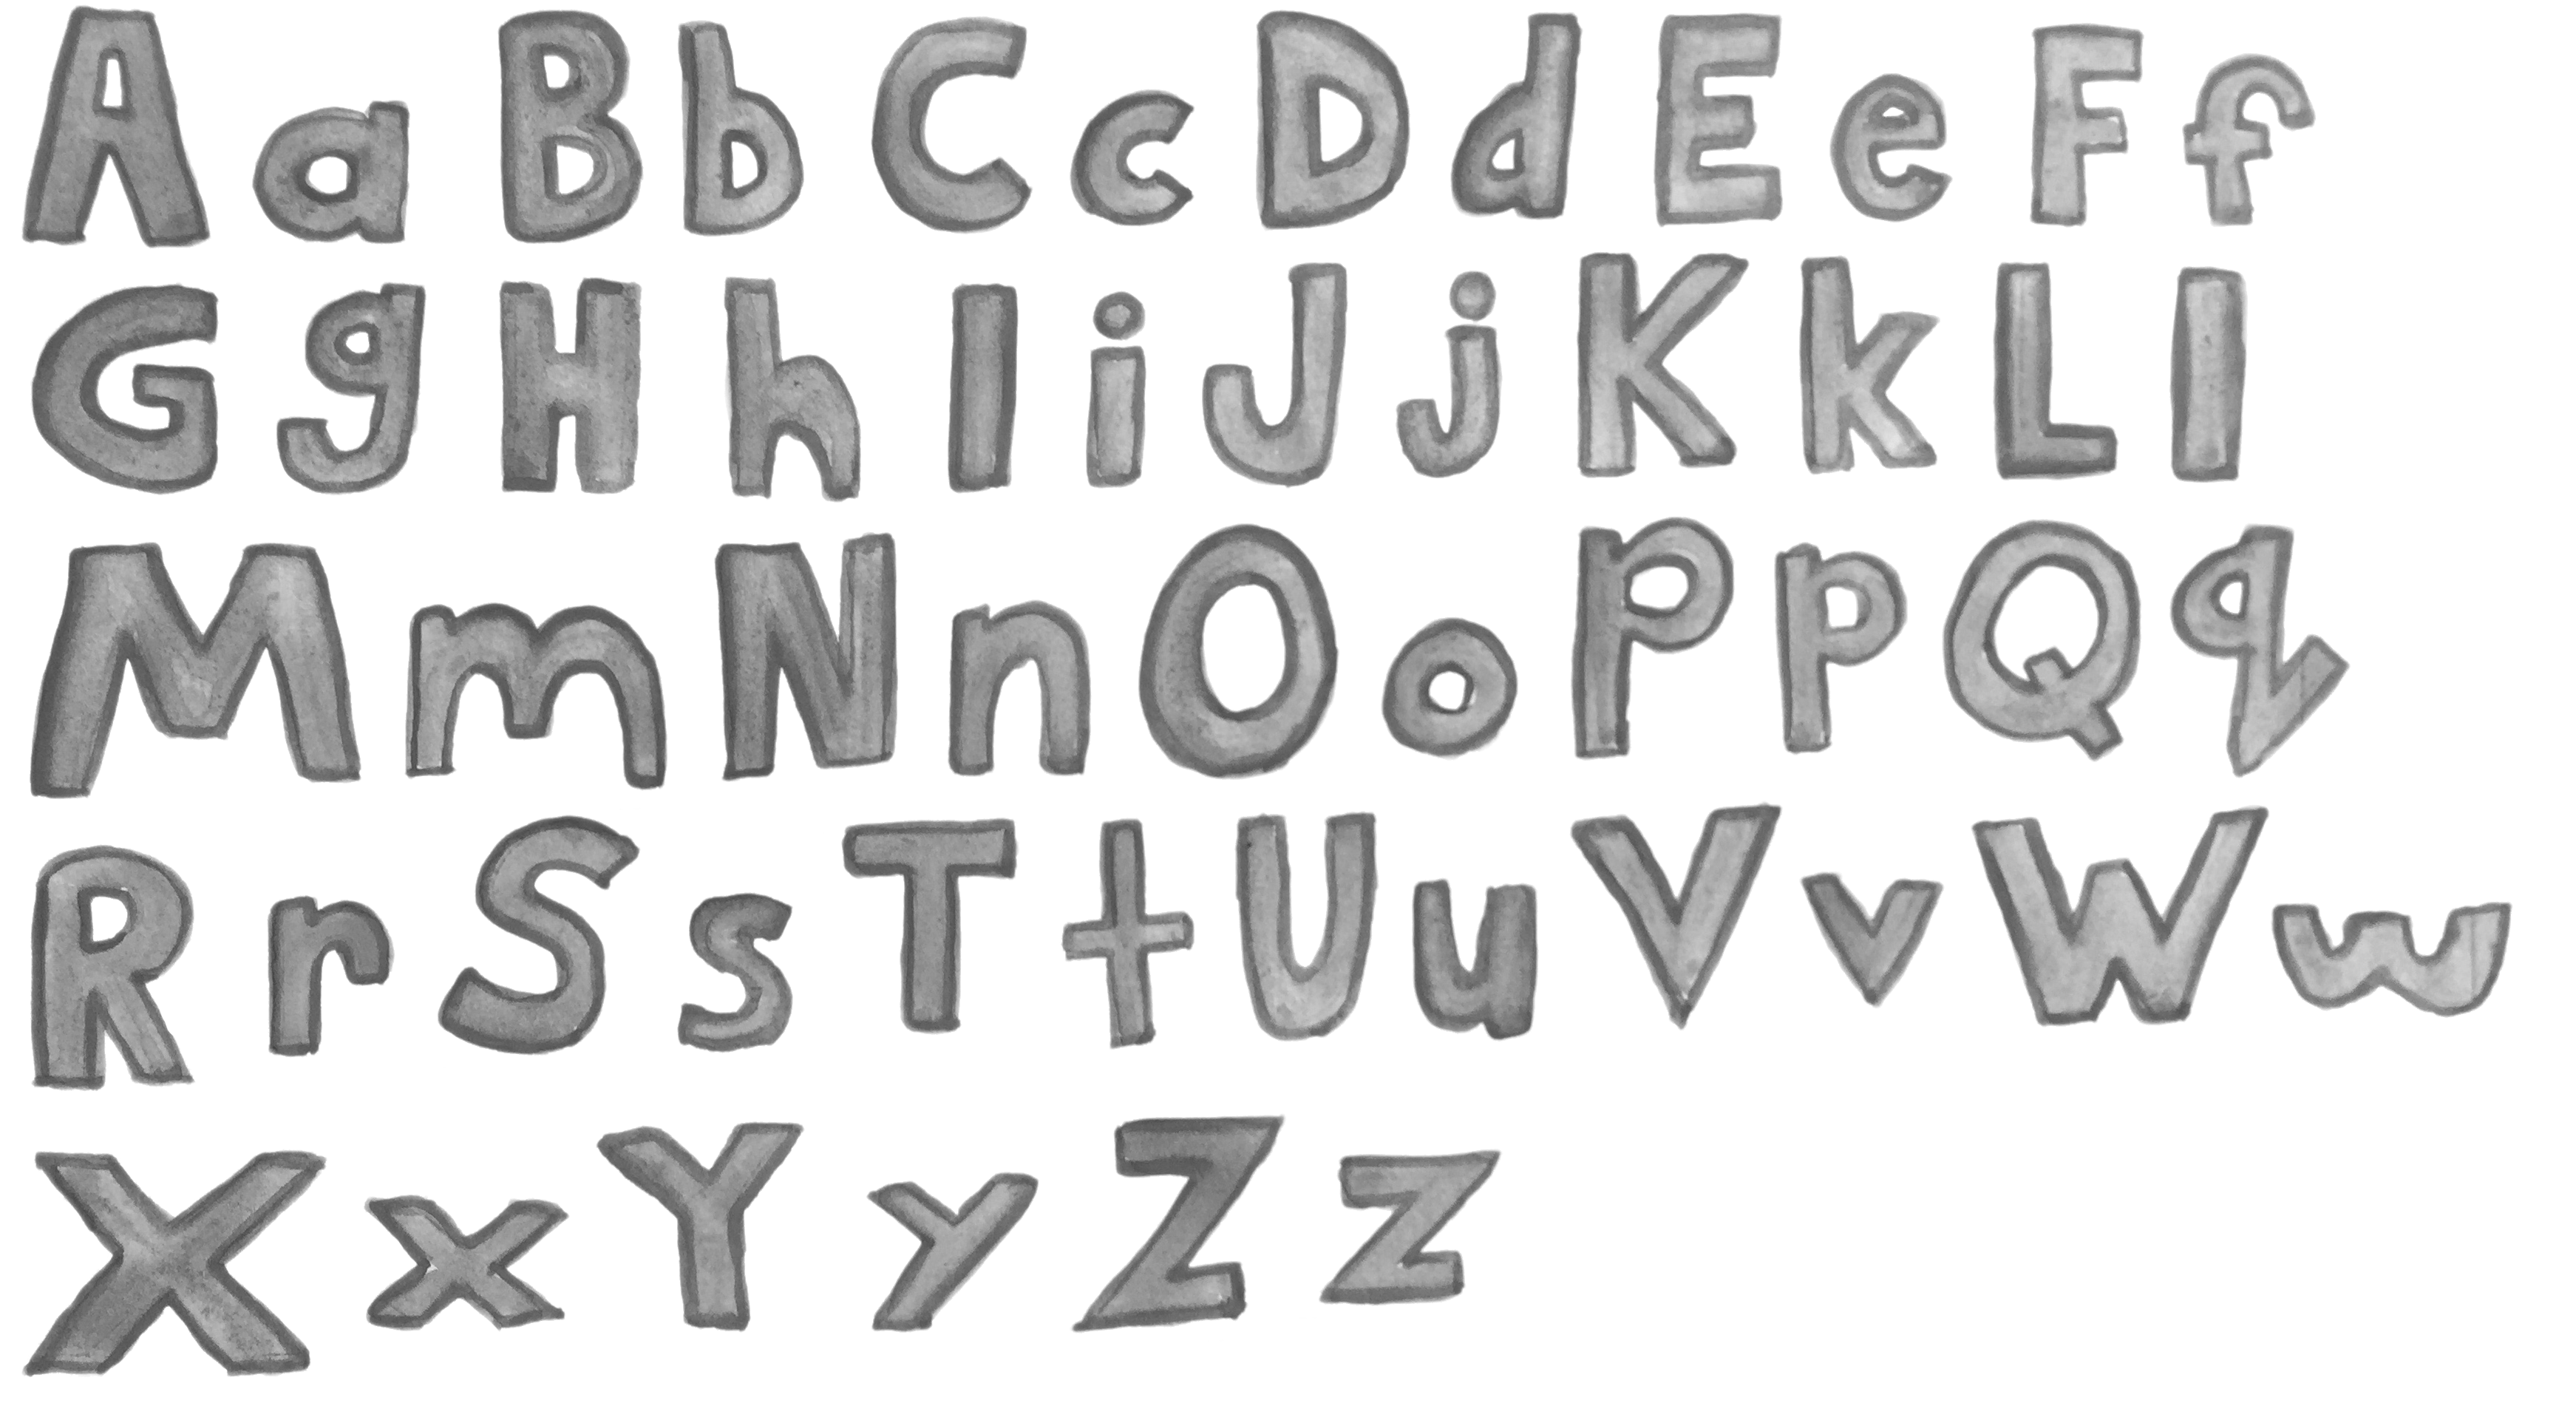 Aa Bb Cc Dd Ee Ff
Gg Hh Ii Jj Kk Ll
Mm Nn Oo Pp Qq
Rr Ss Tt Uu Vv Ww
Xx Yy Zz